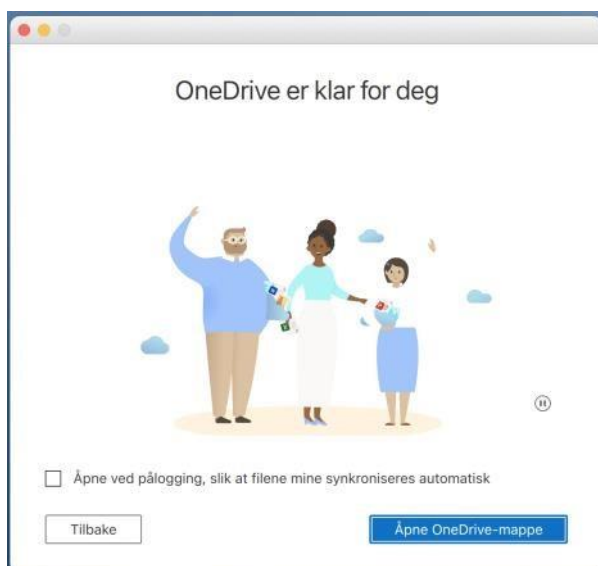 OneDrive er klar for deg
Åpne ved pålogging, slik at filene mine synkroniseres automatisk
Tilbake
Åpne OneDrive-mappe